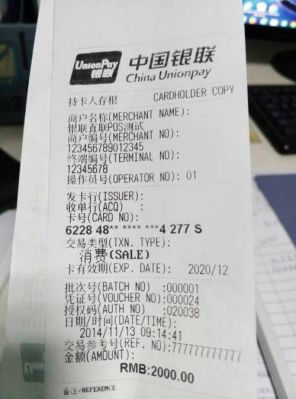 UnionPay
银联
中国银联
China Unionpay
持卡人存根 CARDHOLDER COPY
商户名称(MERCHANT NAME):
银联直联POS测试
商户编号(MERCHANT NO):
123456789012345
终端编号(TERMINAL NO):
12345678
操作员号(OPERATOR NO): 01
发卡行(ISSUER):
收单行(ACQ ):
卡号(CARD NO):
6228 48** **** ***4 277 S
交易类型(TXN. TYPE):
消费(SALE)
卡有效期(EXP. DATE): 2020/12
批次号(BATCH NO) :000001
凭证号(VOUCHER NO):000024
授权码(AUTH NO) :020038
日期/时间(DATE/TIME):
2014/11/13 09:14:41
交易参考号(REF. NO):777777777777
金额(AMOUNT):
RMB:2000.00
备注/REFERENCE